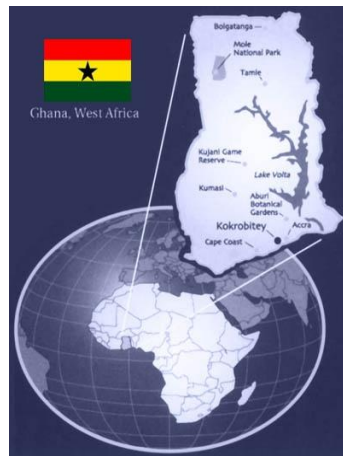 Bolgatanga
Mole
National Park
Tamle
Ghana, West Africa
Kujani Game
Reserve
Lake Volta
Kumasi
Aburi
Botanical
Gardens
Kokrobitey
Accra
Cape Coast